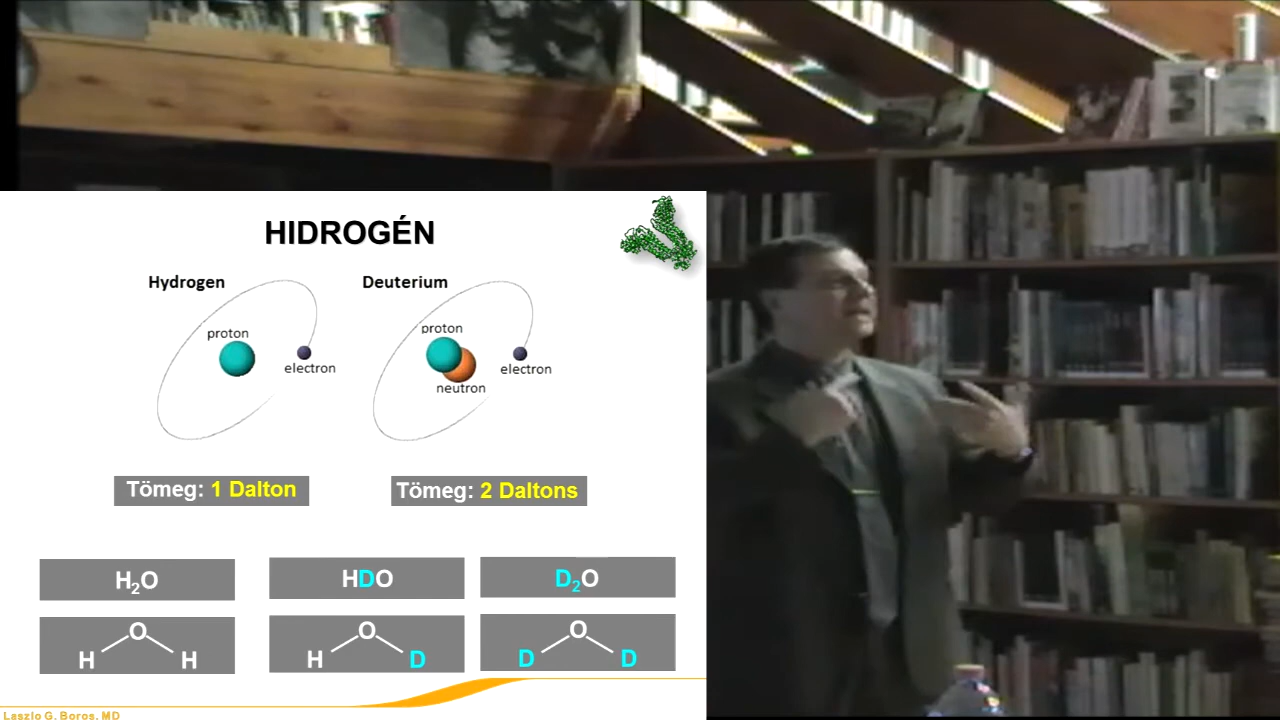 HIDROGÉN
Hydrogen
Deuterium
proton
electron
proton
neutron
electron
Tömeg: 1 Dalton
Tömeg: 2 Daltons
H₂O
HDO
D₂O
O
H H
O
H D
O
D D
Laszlo G. Boros, MD